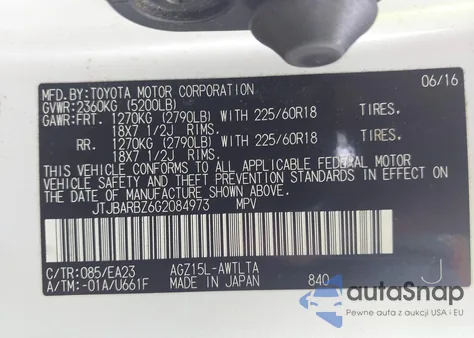 MFD.BY:TOYOTA MOTOR CORPORATION 06/16
GVWR:2360KG (5200LB)
GAWR:FRT. 1270KG (2790LB) WITH 225/60R18 TIRES.
18X7 1/2J RIMS.
RR. 1270KG (2790LB) WITH 225/60R18 TIRES.
18X7 1/2J RIMS.
THIS VEHICLE CONFORMS TO ALL APPLICABLE FEDERAL MOTOR
VEHICLE SAFETY AND THEFT PREVENTION STANDARDS IN EFFECT
ON THE DATE OF MANUFACTURE SHOWN ABOVE.
JTJBARBZ6G2084973 MPV
C/TR:085/EA23 AGZ15L-AWTLTA
A/TM:-01A/U661F MADE IN JAPAN 840 J
autoSnap
Pewne auta z aukcji USA i EU